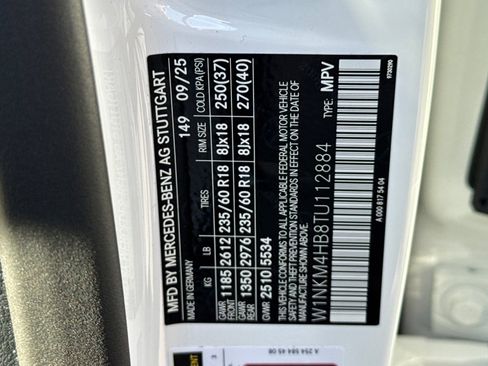 MFD BY MERCEDES-BENZ AG STUTTGART
MADE IN GERMANY 149 09/25
KG LB TIRES RIM SIZE COLD KPA(PSI)
GAWR FRONT 1185 2612 235/60 R18 8Jx18 250(37)
GAWR REAR 1350 2976 235/60 R18 8Jx18 270(40)
GVWR 2510 5534
THIS VEHICLE CONFORMS TO ALL APPLICABLE FEDERAL MOTOR VEHICLE
SAFETY AND THEFT PREVENTION STANDARDS IN EFFECT ON THE DATE OF
MANUFACTURE SHOWN ABOVE.
W1NKM4HB8TU112884 TYPE: MPV
A 000 817 54 04
9730290
A 254 584 45 08
3